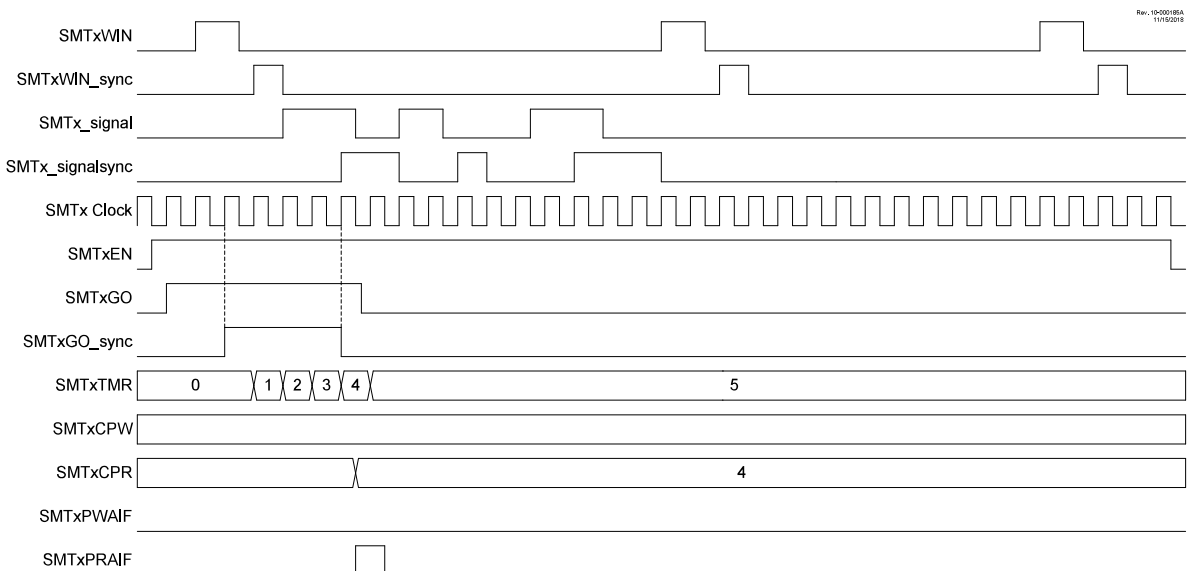 Rev. 10-000185A
11/15/2018
SMTxWIN
SMTxWIN_sync
SMTx_signal
SMTx_signalsync
SMTx Clock
SMTxEN
SMTxGO
SMTxGO_sync
SMTxTMR 0 1 2 3 4 5
SMTxCPW
SMTxCPR 4
SMTxPWAIF
SMTxPRAIF